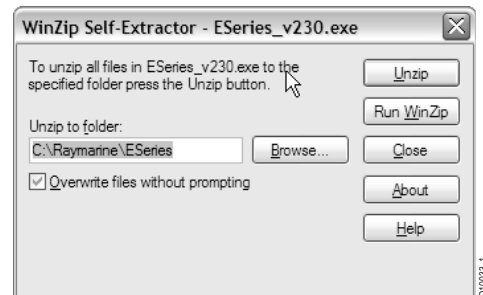 WinZip Self-Extractor - ESeries_v230.exe
To unzip all files in ESeries_v230.exe to the
specified folder press the Unzip button.
Unzip to folder:
C:\Raymarine\ESeries
Browse...
Overwrite files without prompting
Unzip
Run WinZip
Close
About
Help